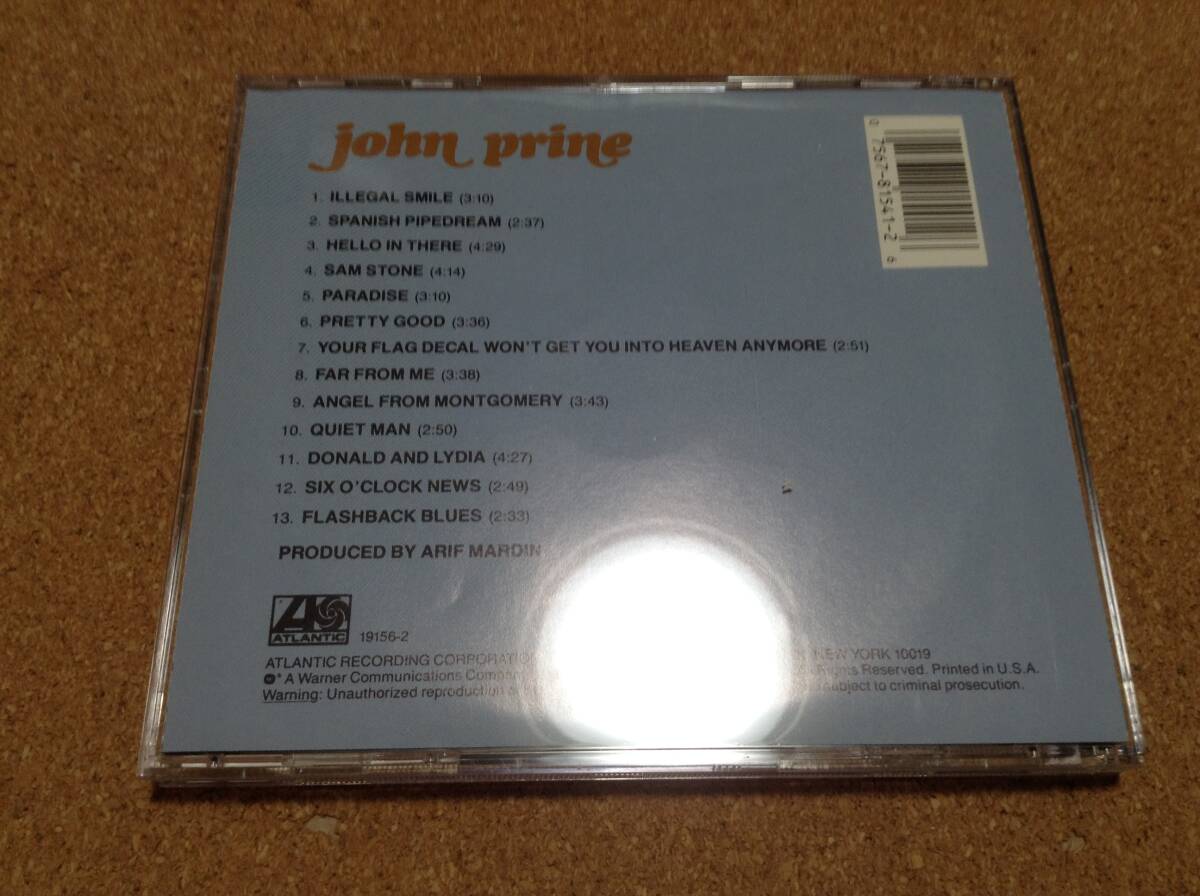 john prine
1. ILLEGAL SMILE (3:10)
2. SPANISH PIPEDREAM (2:37)
3. HELLO IN THERE (4:29)
4. SAM STONE (4:14)
5. PARADISE (3:10)
6. PRETTY GOOD (3:36)
7. YOUR FLAG DECAL WON'T GET YOU INTO HEAVEN ANYMORE (2:51)
8. FAR FROM ME (3:38)
9. ANGEL FROM MONTGOMERY (3:43)
10. QUIET MAN (2:50)
11. DONALD AND LYDIA (4:27)
12. SIX O'CLOCK NEWS (2:49)
13. FLASHBACK BLUES (2:33)
PRODUCED BY ARIF MARDIN
ATLANTIC 19156-2
ATLANTIC RECORDING CORPORATION NEW YORK 10019
A Warner Communications Rights Reserved. Printed in U.S.A.
Warning: Unauthorized reproduction subject to criminal prosecution.
0 7567-81541-2 6